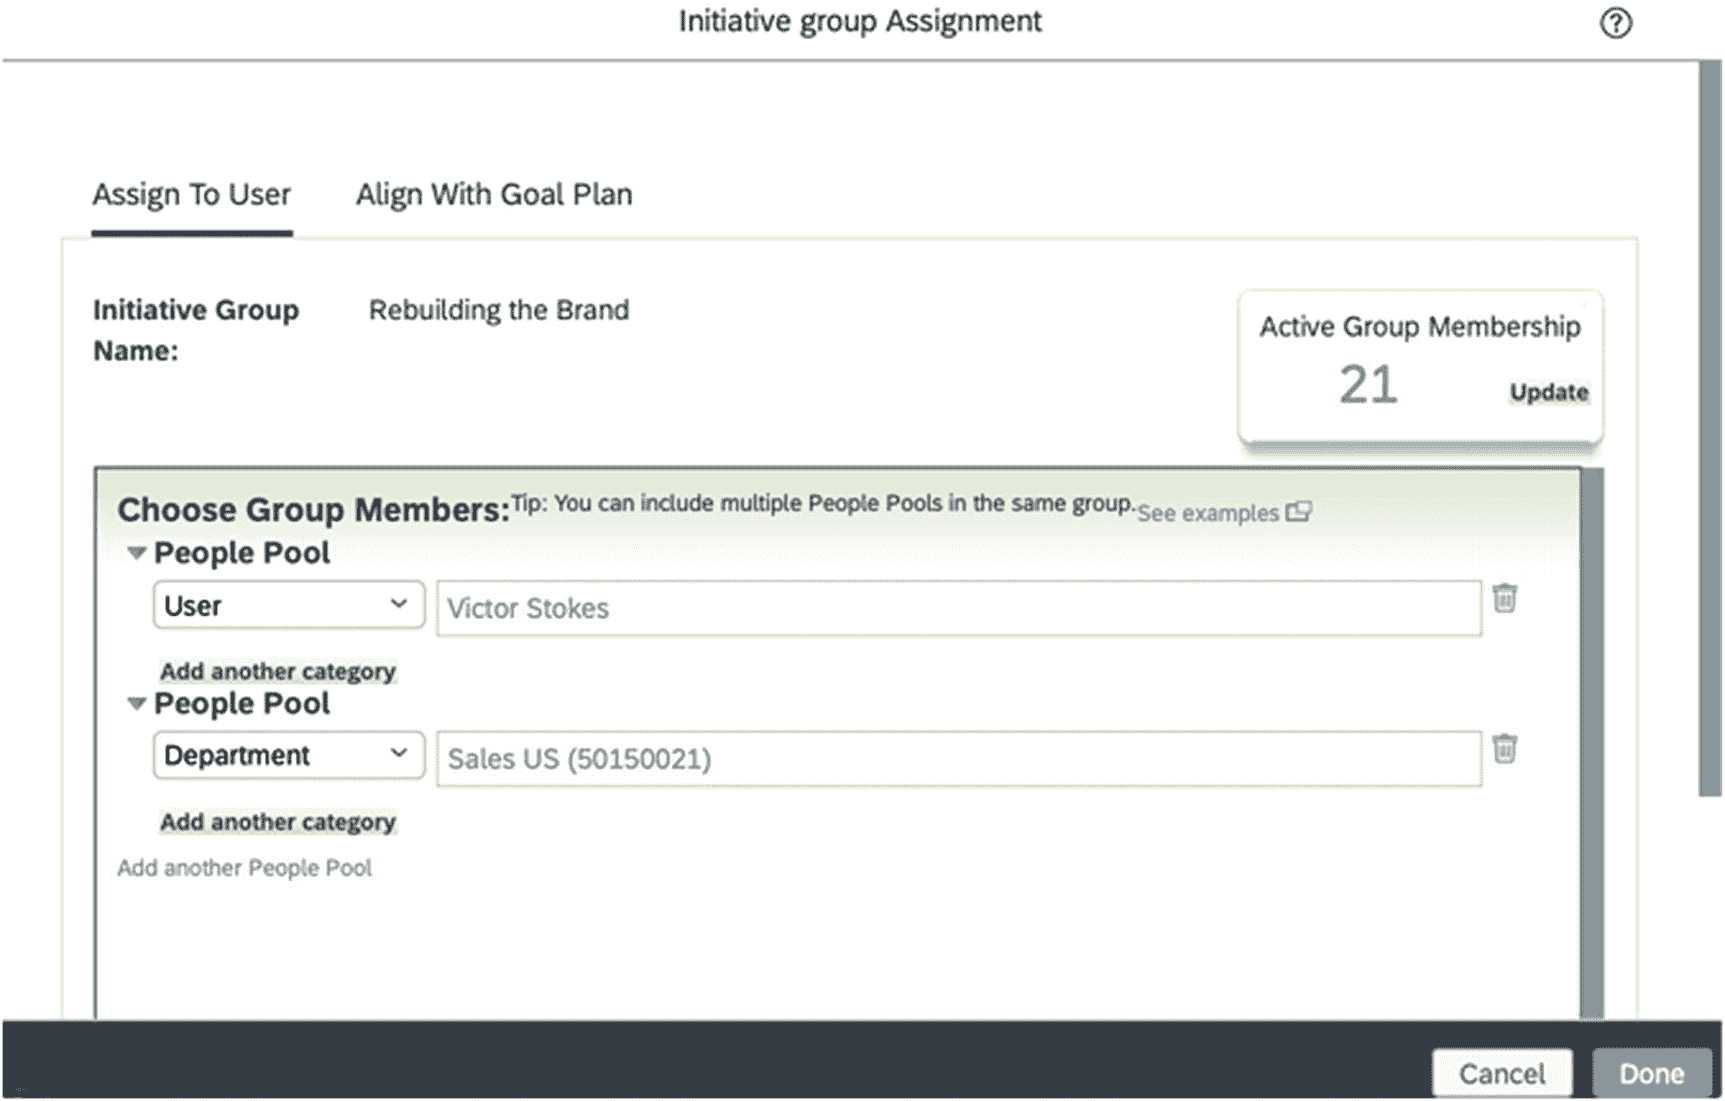 Initiative group Assignment
Assign To User
Align With Goal Plan
Initiative Group
Name:
Rebuilding the Brand
Active Group Membership
21
Update
Choose Group Members: Tip: You can include multiple People Pools in the same group. See examples
People Pool
User
Victor Stokes
Add another category
People Pool
Department
Sales US (50150021)
Add another category
Add another People Pool
Cancel
Done